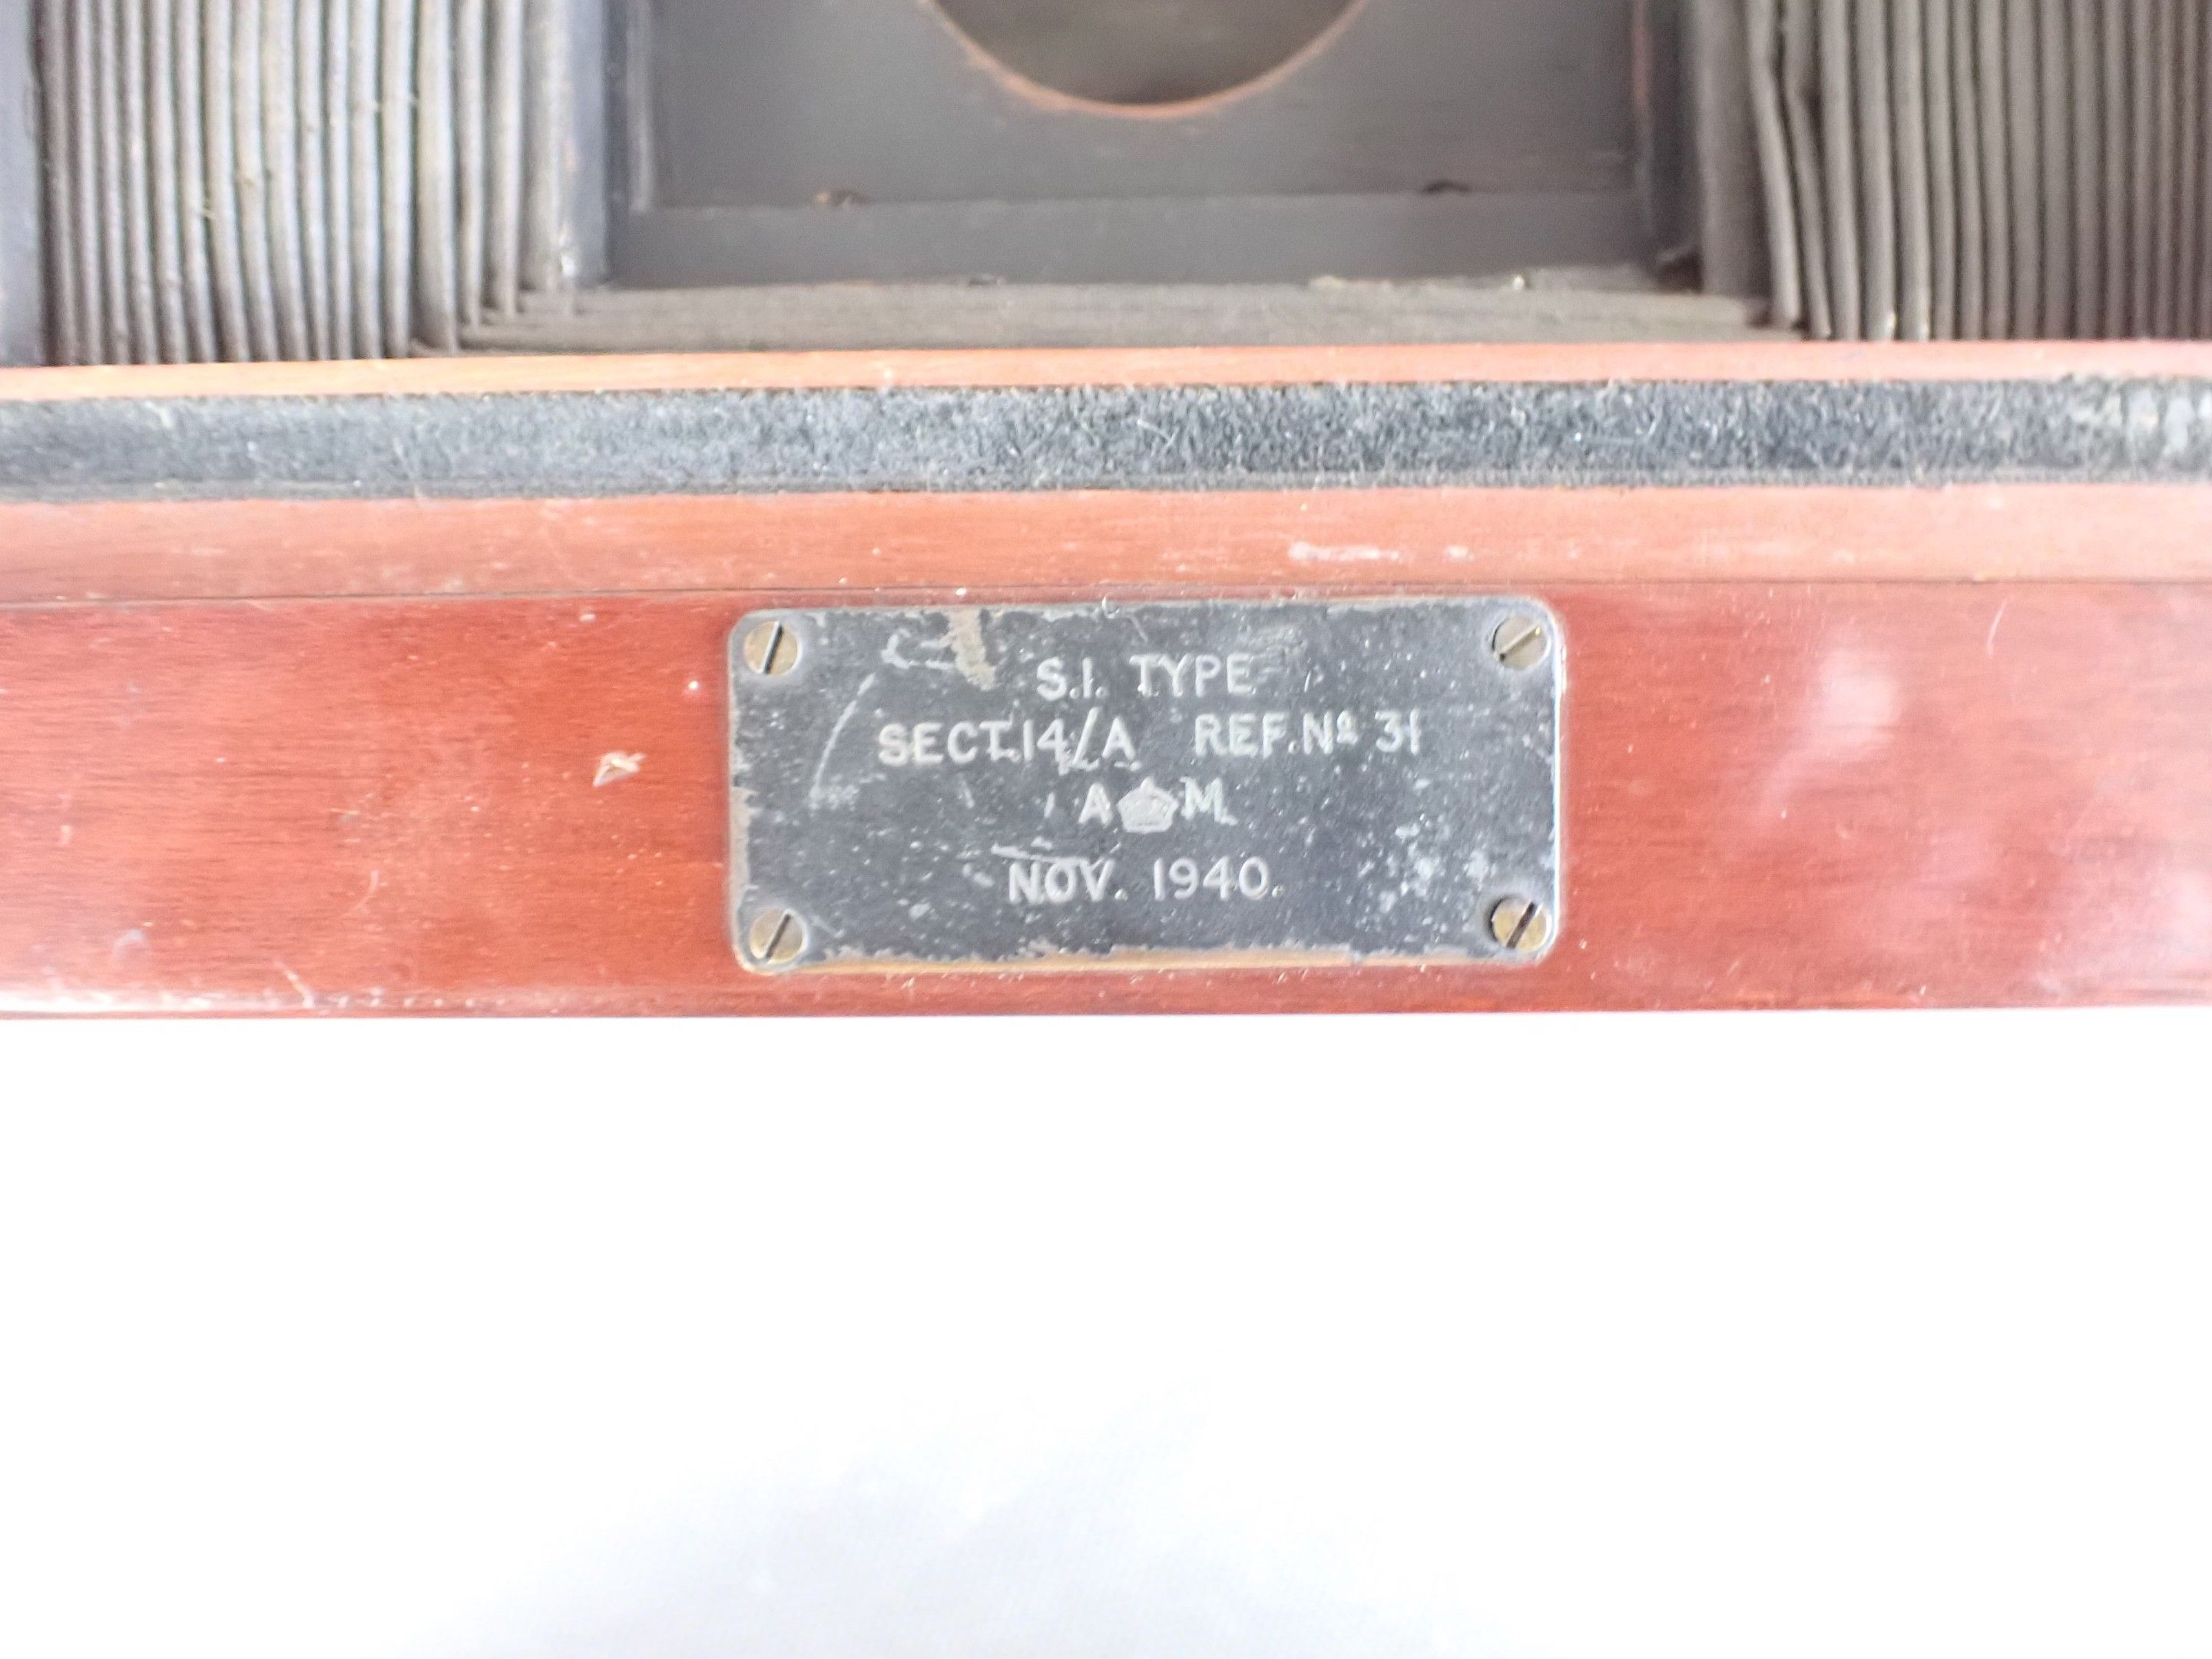 S.I. TYPE
SECT.14/A REF.Nº 31
A M
NOV. 1940.